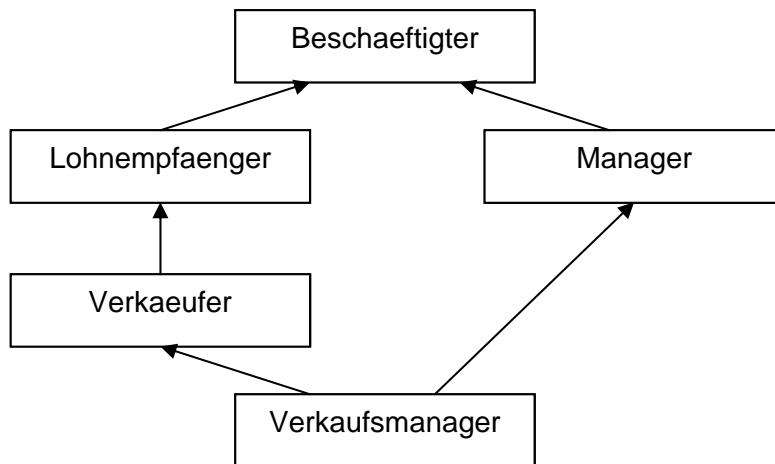 Beschaeftigter
Lohnempfaenger
Manager
Verkaeufer
Verkaufsmanager